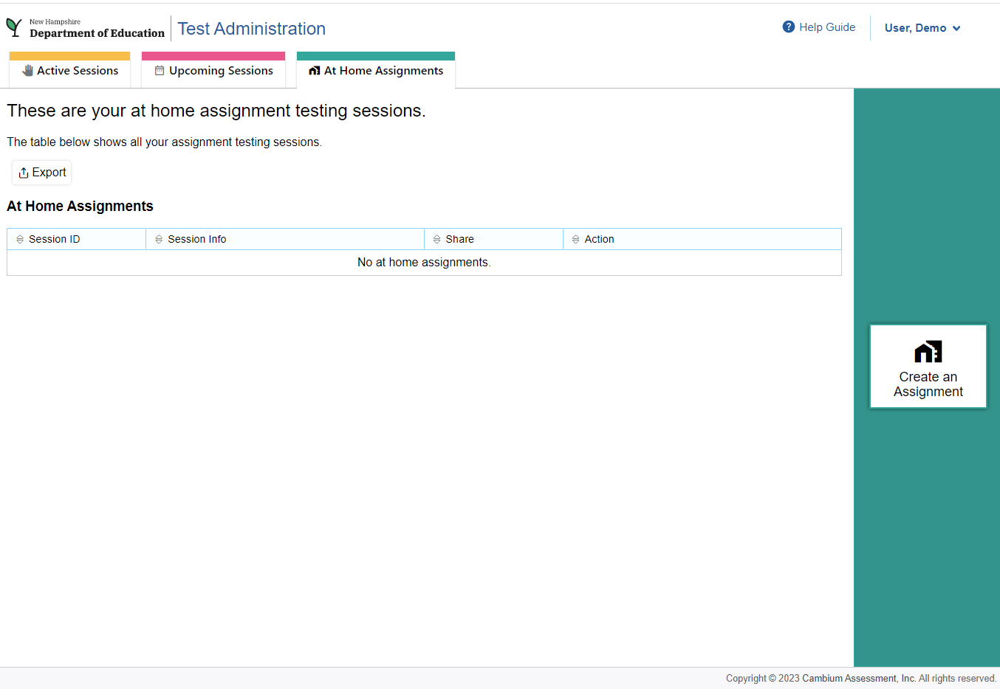 New Hampshire
Department of Education
Test Administration
Help Guide
User, Demo
Active Sessions
Upcoming Sessions
At Home Assignments
These are your at home assignment testing sessions.
The table below shows all your assignment testing sessions.
Export
At Home Assignments
Session ID
Session Info
Share
Action
No at home assignments.
Create an
Assignment
Copyright © 2023 Cambium Assessment, Inc. All rights reserved.